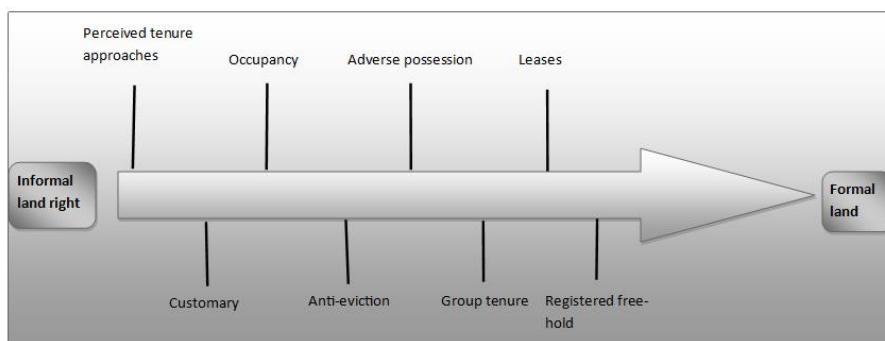 Perceived tenure
approaches
Occupancy
Adverse possession
Leases
Informal
land right
Formal
land
Customary
Anti-eviction
Group tenure
Registered free-
hold